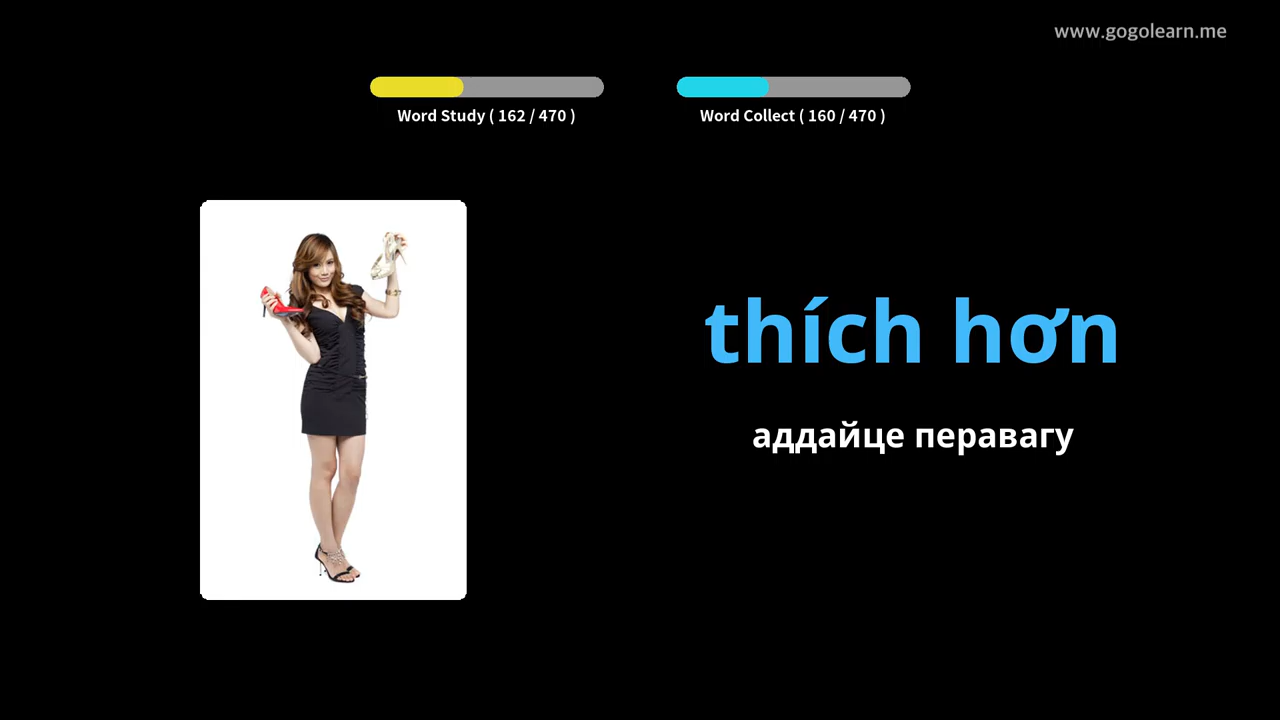 www.gogolearn.me
Word Study ( 162 / 470 )
Word Collect ( 160 / 470 )
thích hơn
аддайце перавагу